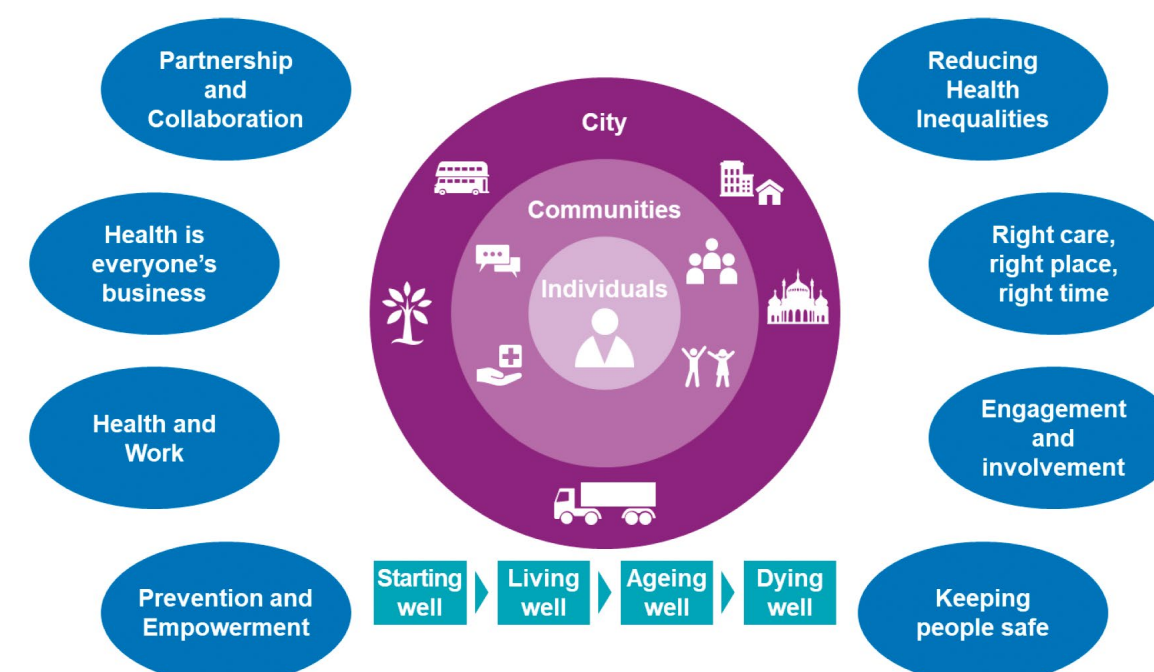 Partnership
and
Collaboration
Health is
everyone’s
business
Health and
Work
Prevention and
Empowerment
City
Communities
Individuals
Starting
well
Living
well
Ageing
well
Dying
well
Reducing
Health
Inequalities
Right care,
right place,
right time
Engagement
and
involvement
Keeping
people safe